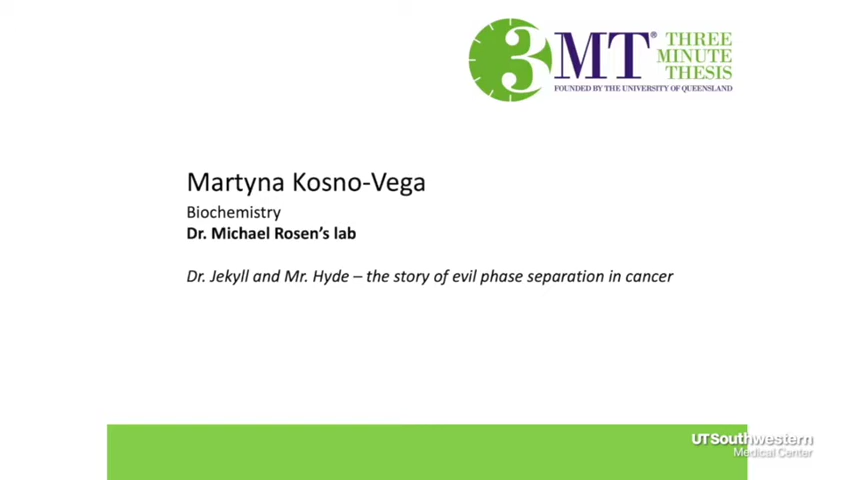 3MT® THREE
MINUTE
THESIS
FOUNDED BY THE UNIVERSITY OF QUEENSLAND
Martyna Kosno-Vega
Biochemistry
Dr. Michael Rosen’s lab
Dr. Jekyll and Mr. Hyde – the story of evil phase separation in cancer
UTSouthwestern
Medical Center